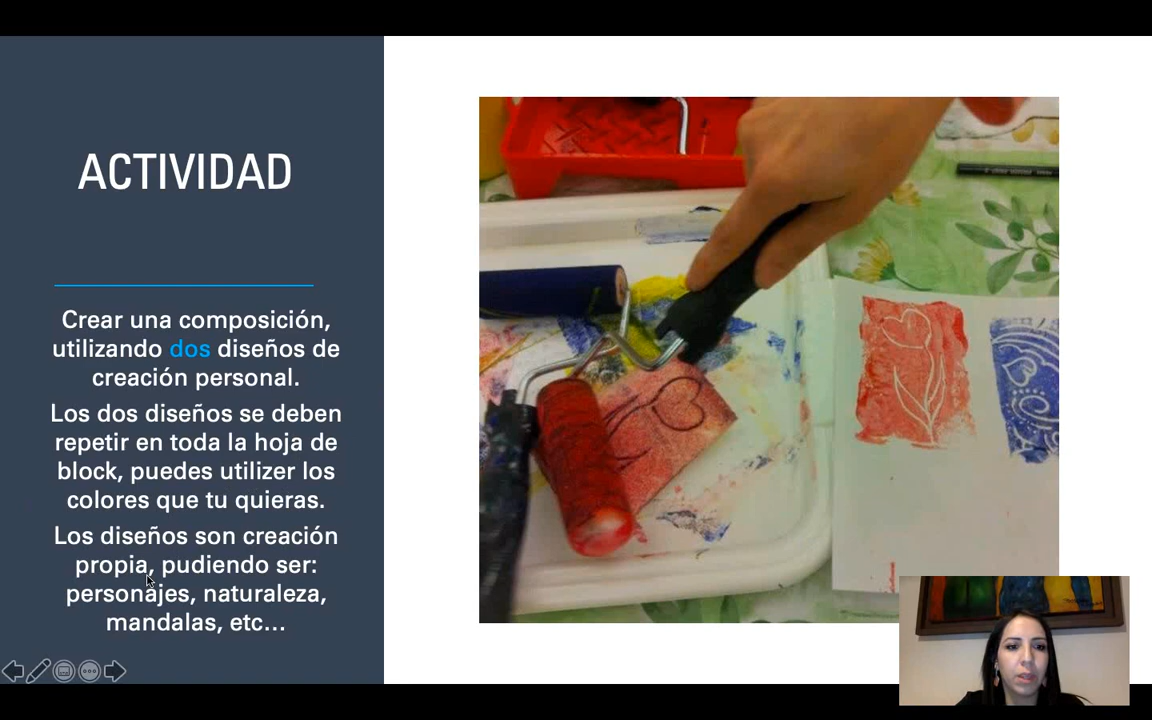 ACTIVIDAD
Crear una composición,
utilizando dos diseños de
creación personal.
Los dos diseños se deben
repetir en toda la hoja de
block, puedes utilizer los
colores que tu quieras.
Los diseños son creación
propia, pudiendo ser:
personajes, naturaleza,
mandalas, etc...